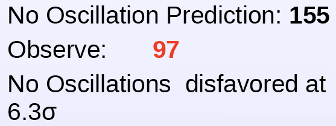 No Oscillation Prediction: 155
Observe: 97
No Oscillations disfavored at
6.3σ